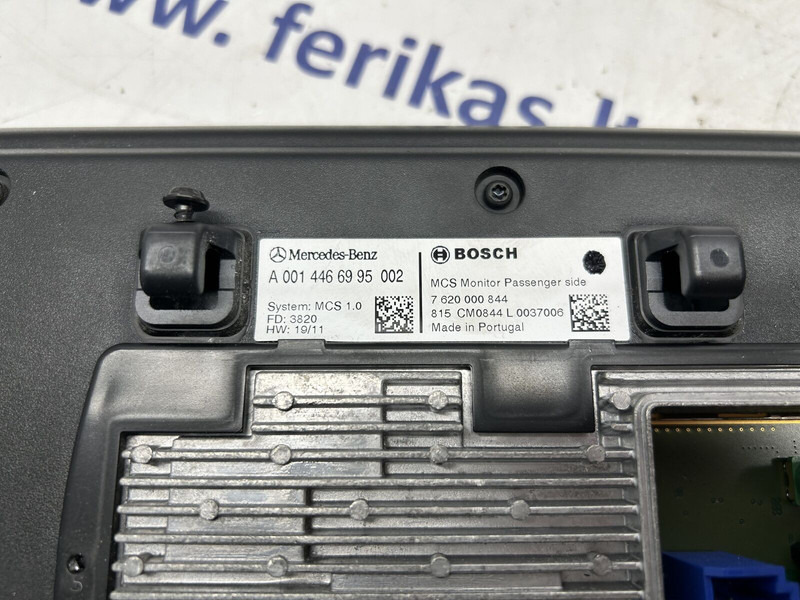 www. ferikas.lt
Mercedes-Benz
A 001 446 69 95 002
System: MCS 1.0
FD: 3820
HW: 19/11
BOSCH
MCS Monitor Passenger side
7 620 000 844
815 CM0844 L 0037006
Made in Portugal